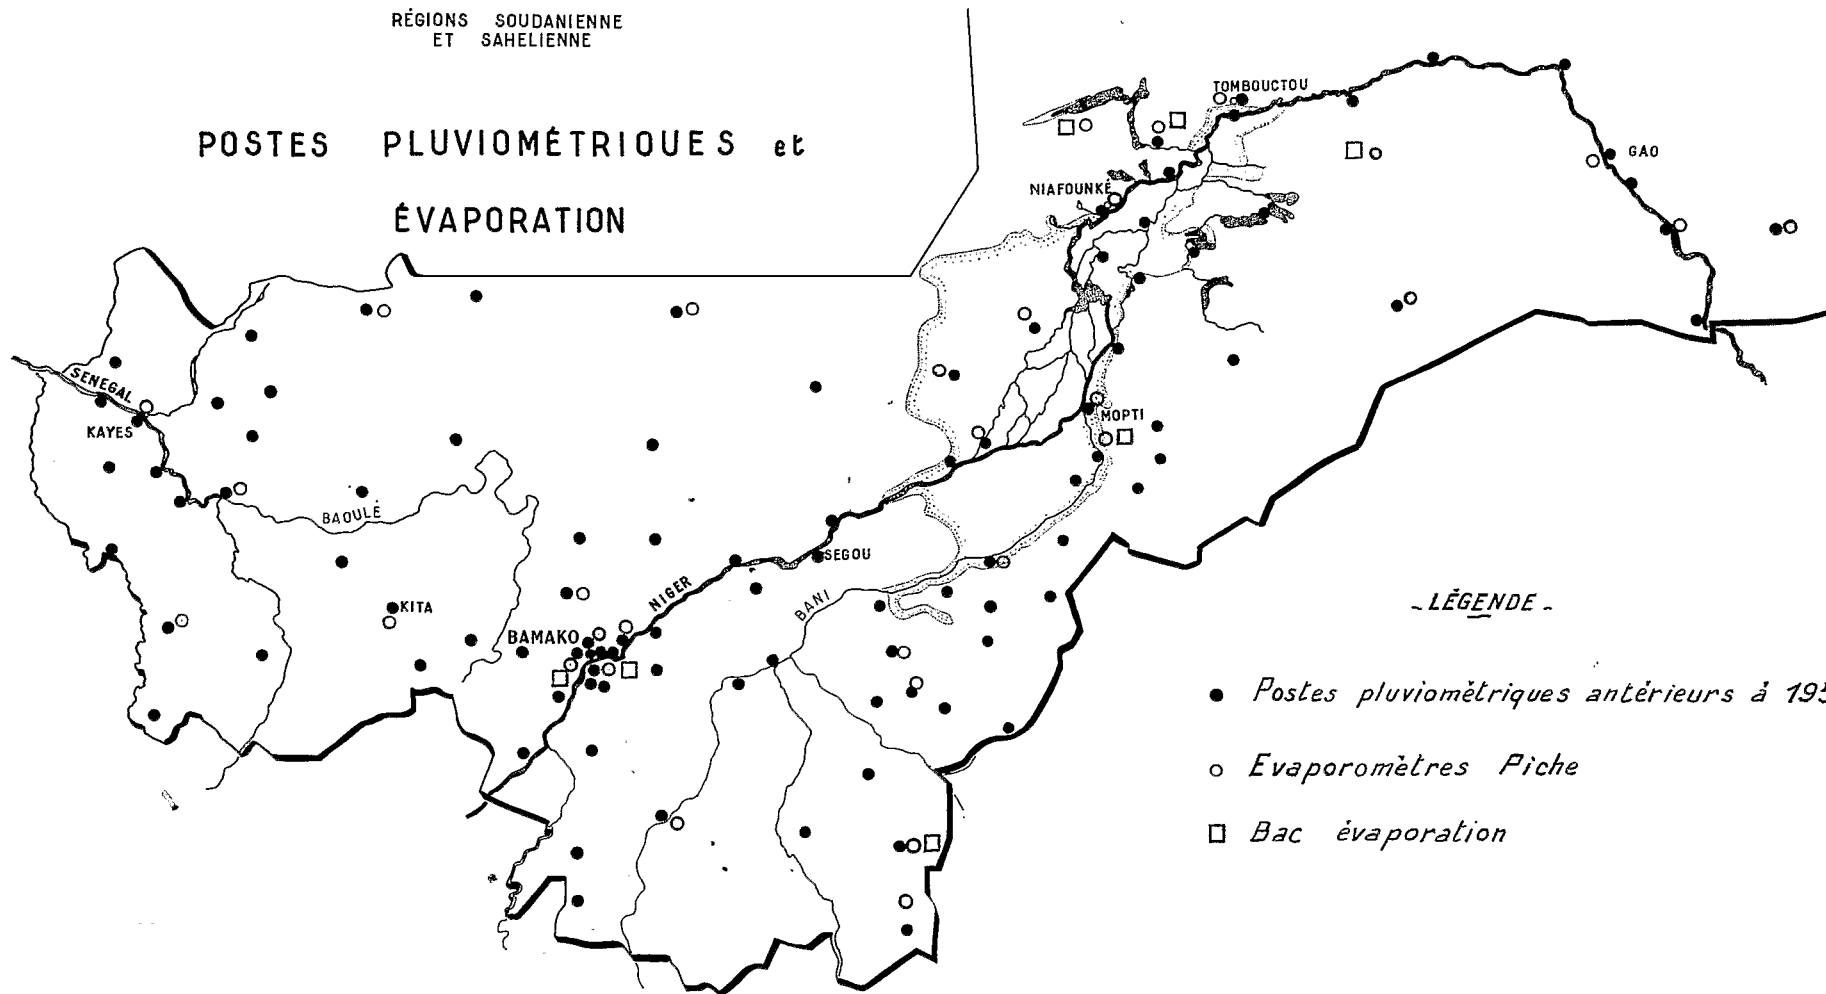 RÉGIONS SOUDANIENNE
ET SAHELIENNE
POSTES PLUVIOMÉTRIQUES et
ÉVAPORATION
TOMBOUCTOU
GAO
NIAFOUNKÉ
SENEGAL
KAYES
MOPTI
BAOULÉ
SEGOU
NIGER
BANI
KITA
BAMAKO
- LÉGENDE -
Postes pluviométriques antérieurs à 195
Evaporomètres Piche
Bac évaporation